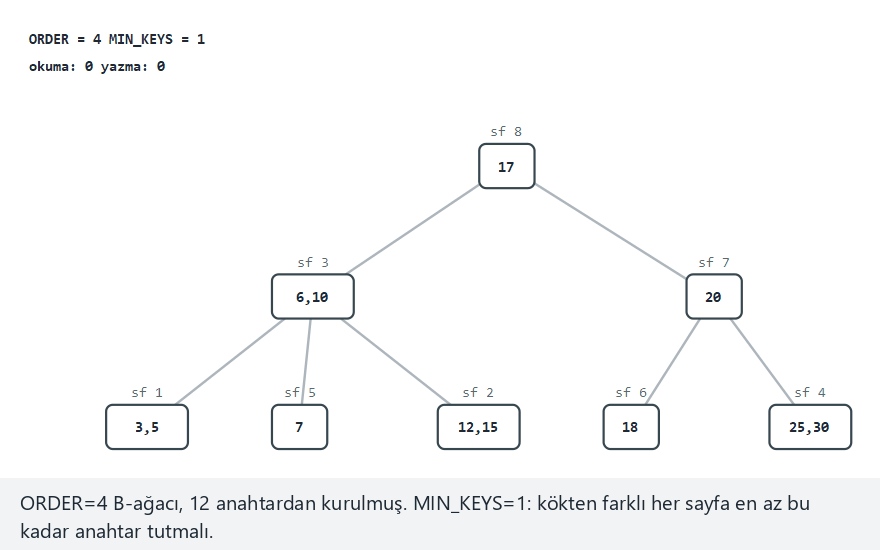 ORDER = 4 MIN_KEYS = 1
okuma: 0 yazma: 0
sf 8
17
sf 3
sf 7
6,10
20
sf 1
sf 5
sf 2
sf 6
sf 4
3,5
7
12,15
18
25,30
ORDER=4 B-ağacı, 12 anahtardan kurulmuş. MIN_KEYS=1: kökten farklı her sayfa en az bu
kadar anahtar tutmalı.